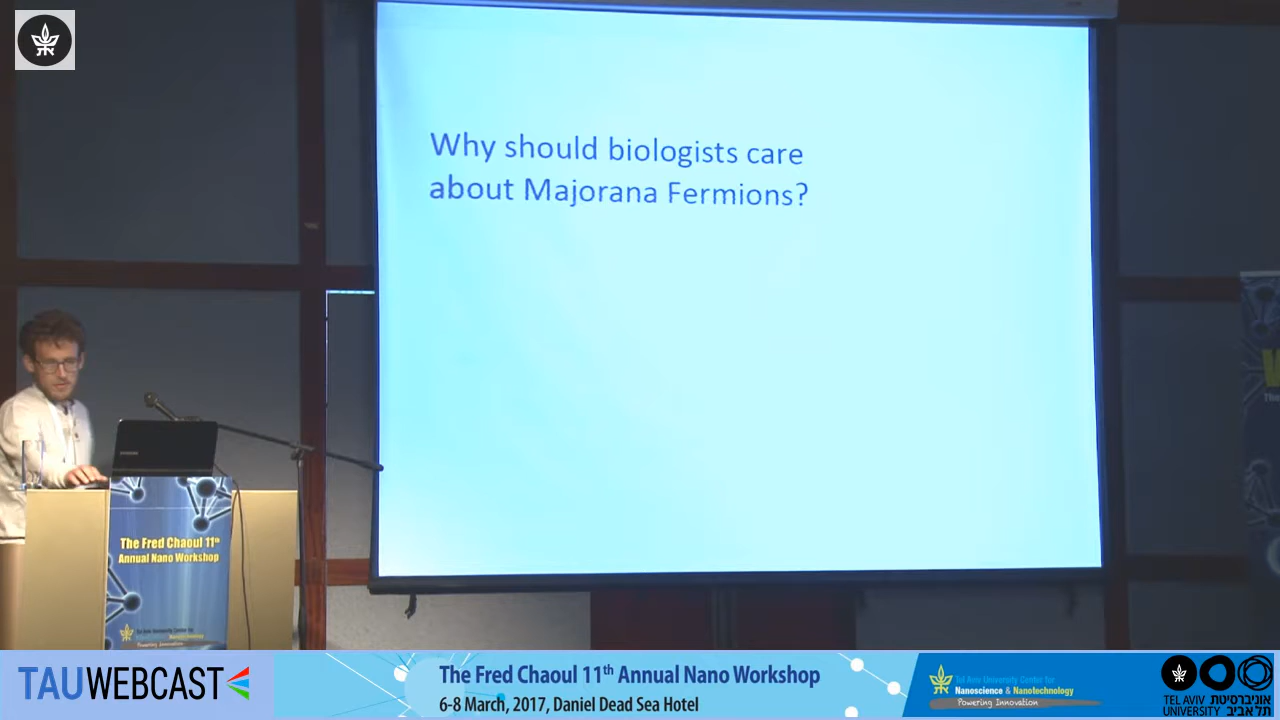 Why should biologists care
about Majorana Fermions?
The Fred Chaoul 11th
Annual Nano Workshop
Powering Innovation
TAUWEBCAST
The Fred Chaoul 11th Annual Nano Workshop
6-8 March, 2017, Daniel Dead Sea Hotel
Tel Aviv University Center for
Nanoscience & Nanotechnology
Powering Innovation
TEL AVIV אוניברסיטת
UNIVERSITY תל אביב